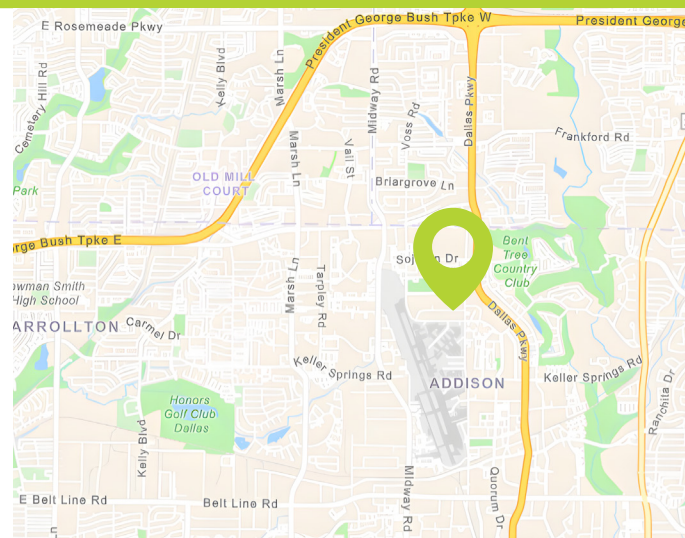 E Rosemeade Pkwy
President George Bush Tpke W
President George
Cemetery Hill Rd
Kelly Blvd
Marsh Ln
Midway Rd
Voss Rd
Dallas Pkwy
Frankford Rd
Marsh Ln
Vail St
Park
OLD MILL
COURT
Briargrove Ln
rge Bush Tpke E
Bent
Tree
Country
Club
Dr
Marsh Ln
Tarpley Rd
owman Smith
High School
ARROLLTON
Carmel Dr
Dallas Pkwy
Keller Springs Rd
ADDISON
Keller Springs Rd
Ranchita Dr
Honors
Golf Club
Dallas
Kelly Blvd
Midway Rd
Quorum Dr
E Belt Line Rd
Belt Line Rd